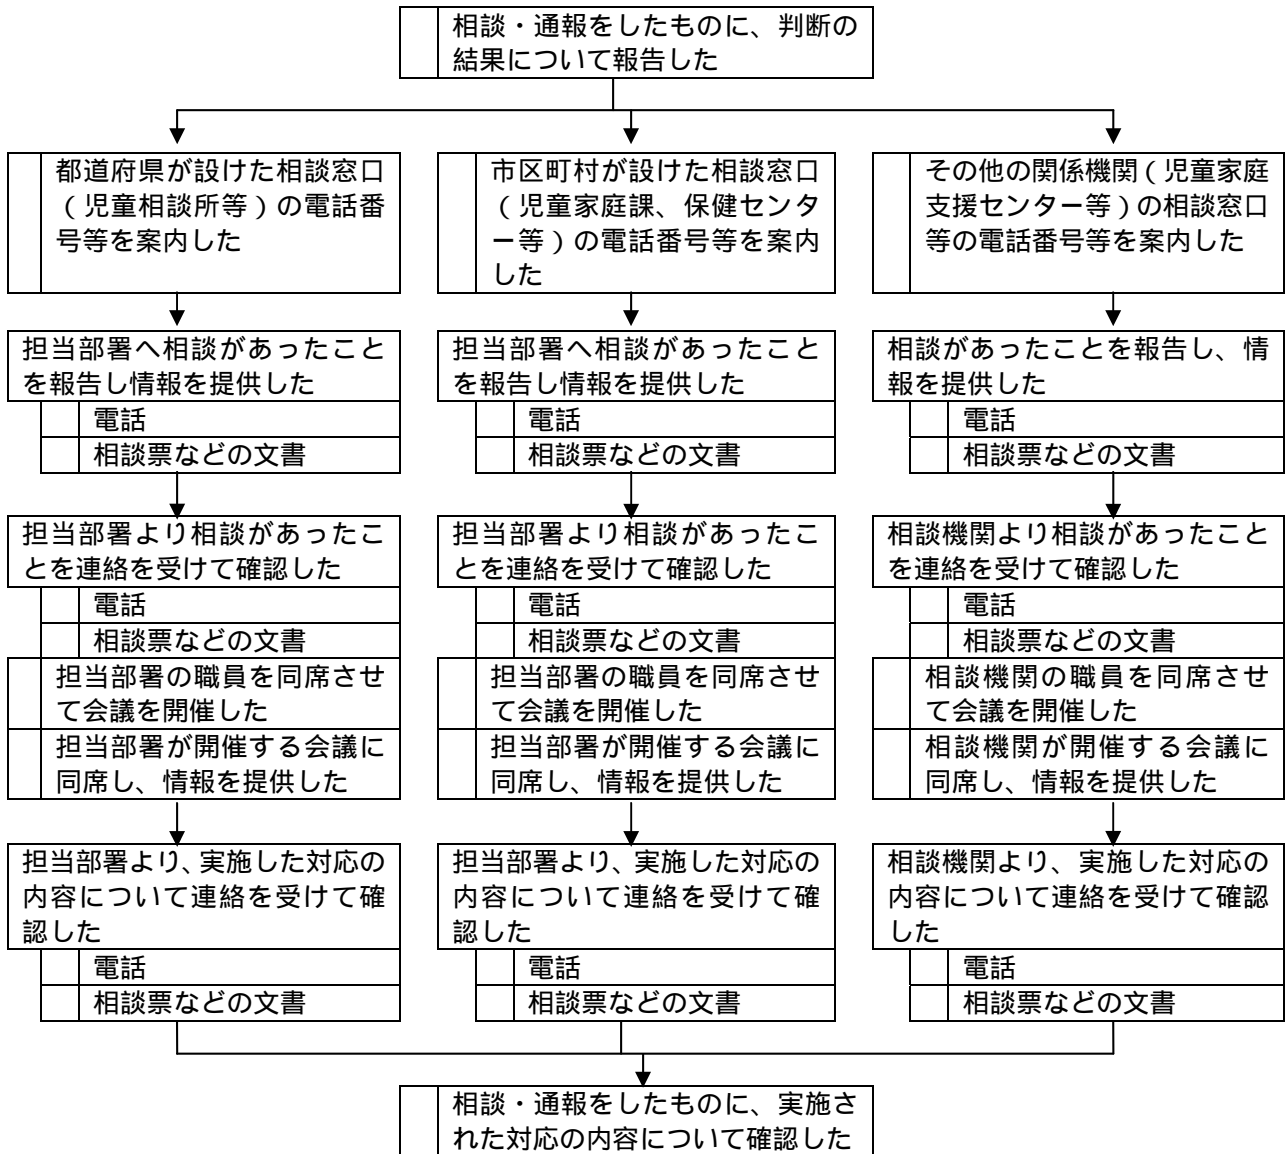 相談・通報をしたものに、判断の
結果について報告した
都道府県が設けた相談窓口
(児童相談所等)の電話番
号等を案内した
市区町村が設けた相談窓口
(児童家庭課、保健センタ
ー等)の電話番号等を案内
した
その他の関係機関(児童家庭
支援センター等)の相談窓口
等の電話番号等を案内した
担当部署へ相談があったこと
を報告し情報を提供した
電話
相談票などの文書
担当部署へ相談があったこと
を報告し情報を提供した
電話
相談票などの文書
相談があったことを報告し、情
報を提供した
電話
相談票などの文書
担当部署より相談があったこ
とを連絡を受けて確認した
電話
相談票などの文書
担当部署の職員を同席させ
て会議を開催した
担当部署が開催する会議に
同席し、情報を提供した
担当部署より相談があったこ
とを連絡を受けて確認した
電話
相談票などの文書
担当部署の職員を同席させ
て会議を開催した
担当部署が開催する会議に
同席し、情報を提供した
相談機関より相談があったこと
を連絡を受けて確認した
電話
相談票などの文書
相談機関の職員を同席させ
て会議を開催した
相談機関が開催する会議に
同席し、情報を提供した
担当部署より、実施した対応の
内容について連絡を受けて確
認した
電話
相談票などの文書
担当部署より、実施した対応の
内容について連絡を受けて確
認した
電話
相談票などの文書
相談機関より、実施した対応の
内容について連絡を受けて確認
した
電話
相談票などの文書
相談・通報をしたものに、実施さ
れた対応の内容について確認した